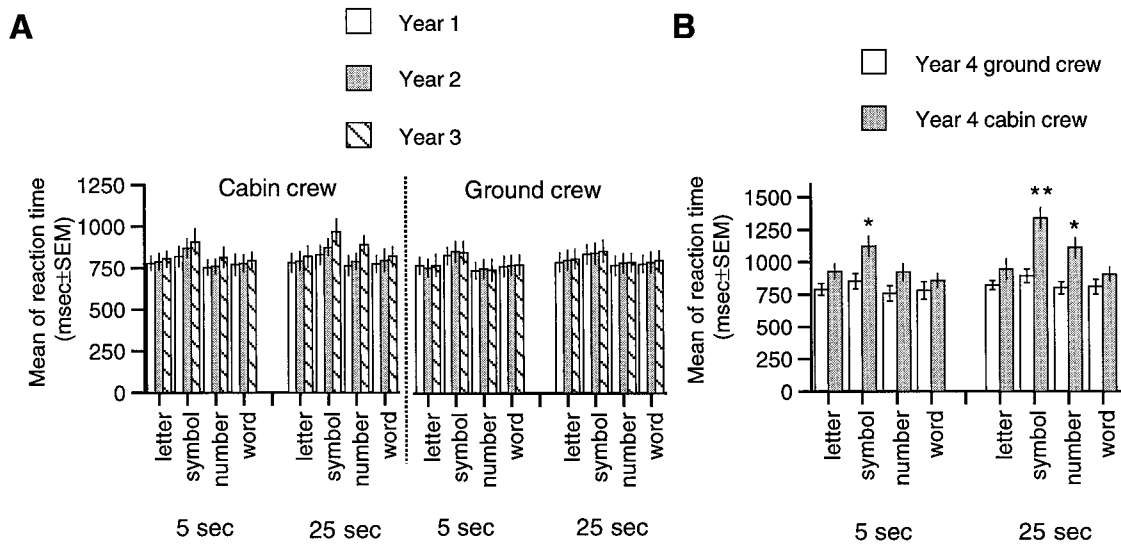 A
Year 1
Year 2
Year 3
Mean of reaction time
(msec±SEM)
1250
1000
750
500
250
0
Cabin crew
Ground crew
letter
symbol
number
word
letter
symbol
number
word
letter
symbol
number
word
letter
symbol
number
word
5 sec
25 sec
5 sec
25 sec
B
Year 4 ground crew
Year 4 cabin crew
Mean of reaction time
(msec±SEM)
1500
1250
1000
750
500
250
0
*
**
*
letter
symbol
number
word
letter
symbol
number
word
5 sec
25 sec